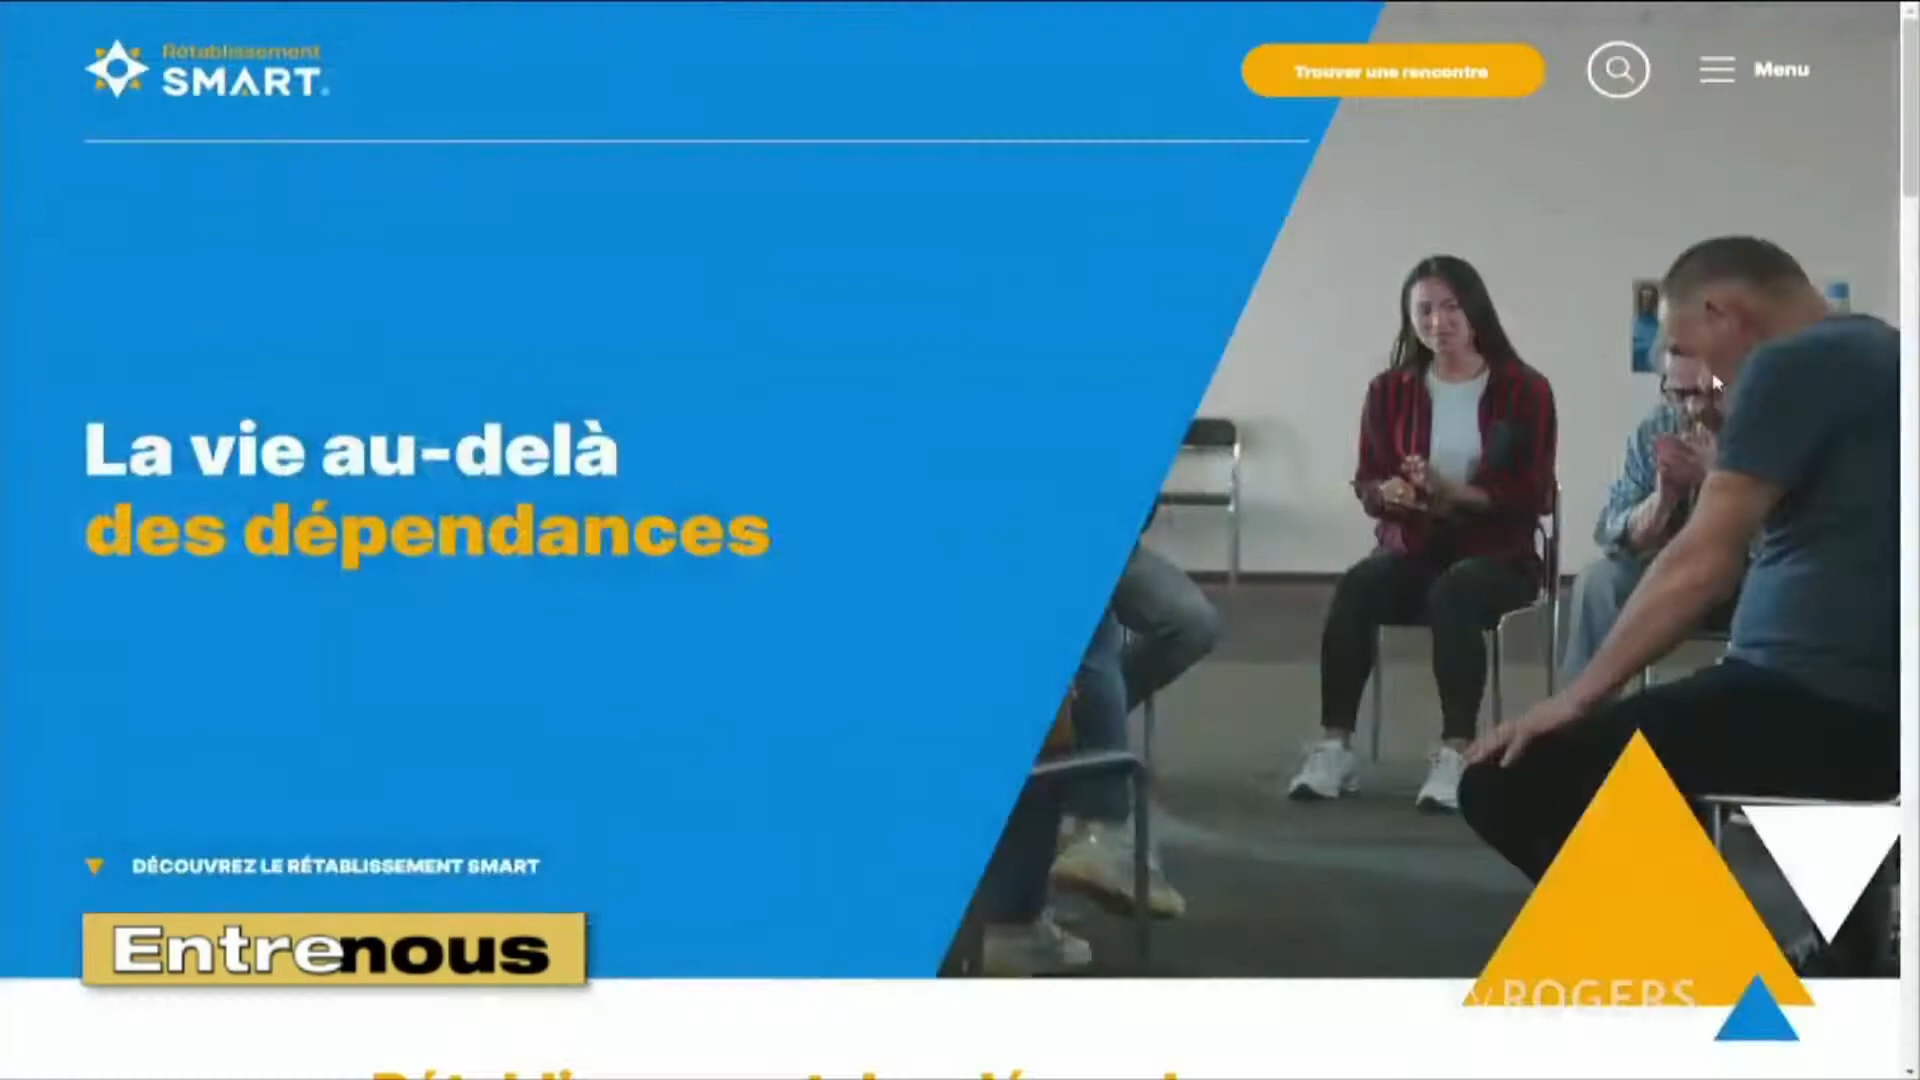 Rétablissement
SMART.
Trouver une rencontre
Menu
La vie au-delà
des dépendances
DÉCOUVREZ LE RÉTABLISSEMENT SMART
Entrenous
ROGERS